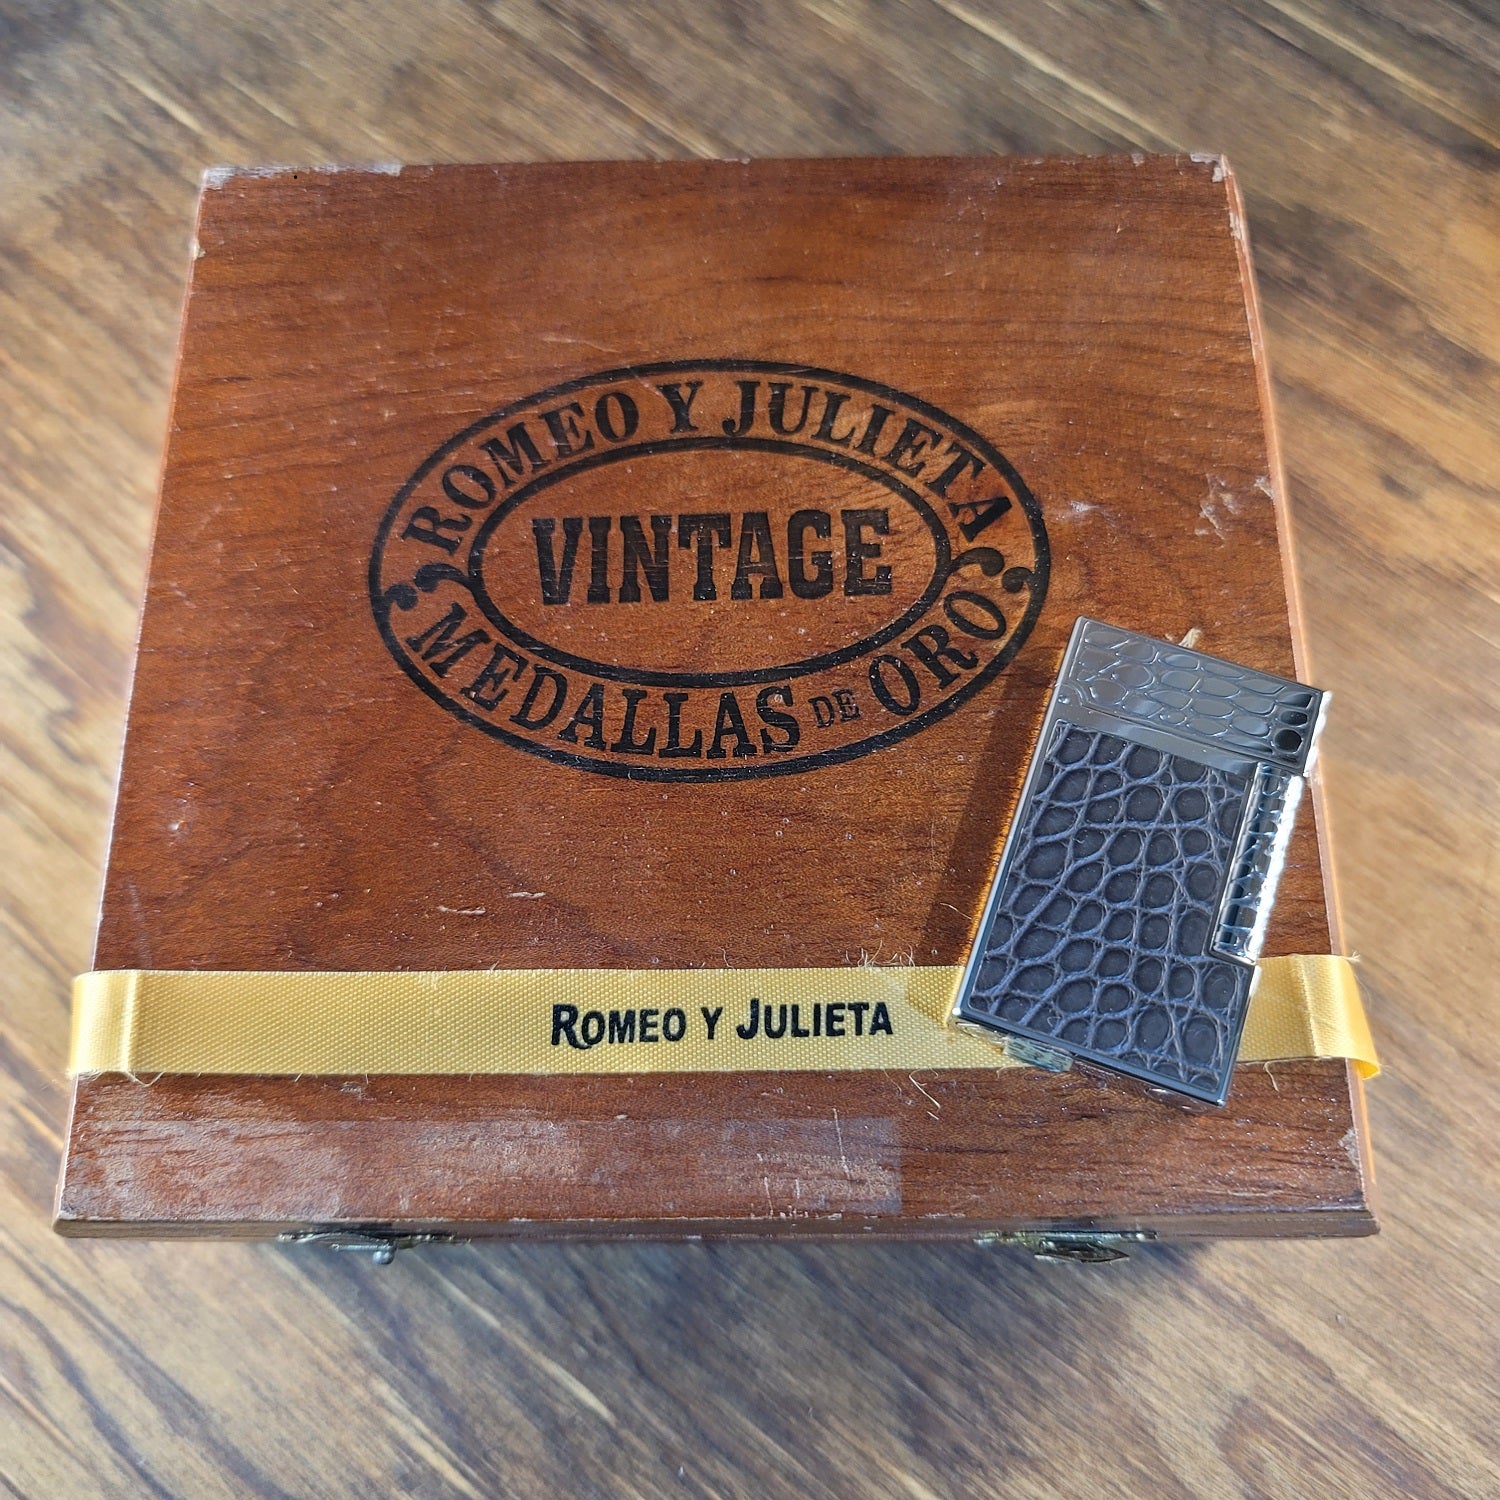 ROMEO Y JULIETA
VINTAGE
MEDALLAS DE ORO
ROMEO Y JULIETA